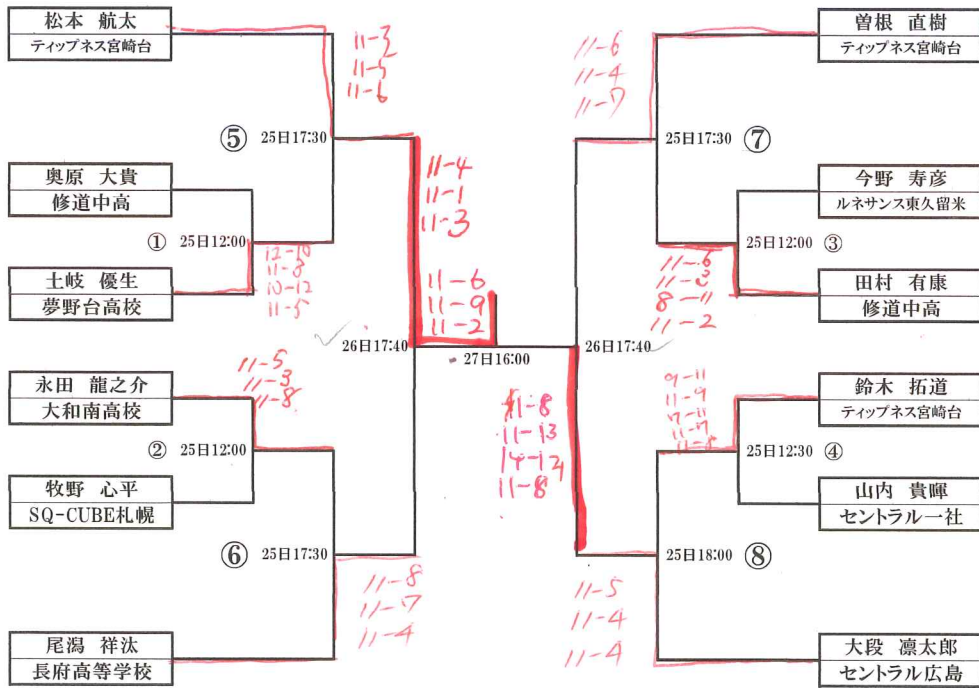 松本 航太
ティップネス宮崎台
11-3
11-5
11-6
⑤ 25日17:30
奥原 大貴
修道中高
① 25日12:00
12-10
11-8
10-12
11-5
土岐 優生
夢野台高校
11-4
11-1
11-3
11-6
11-9
11-2
26日17:40
27日16:00
永田 龍之介
大和南高校
11-5
11-3
11-8
② 25日12:00
牧野 心平
SQ-CUBE札幌
⑥ 25日17:30
11-8
11-7
11-4
尾潟 祥汰
長府高等学校
曽根 直樹
ティップネス宮崎台
11-6
11-4
11-7
25日17:30 ⑦
今野 寿彦
ルネサンス東久留米
25日12:00 ③
11-6
11-3
8-11
11-2
田村 有康
修道中高
26日17:40
11-8
11-13
14-12
11-8
鈴木 拓道
ティップネス宮崎台
9-11
11-9
7-11
11-7
25日12:30 ④
山内 貴暉
セントラル一社
25日18:00 ⑧
11-5
11-4
11-4
大段 凛太郎
セントラル広島